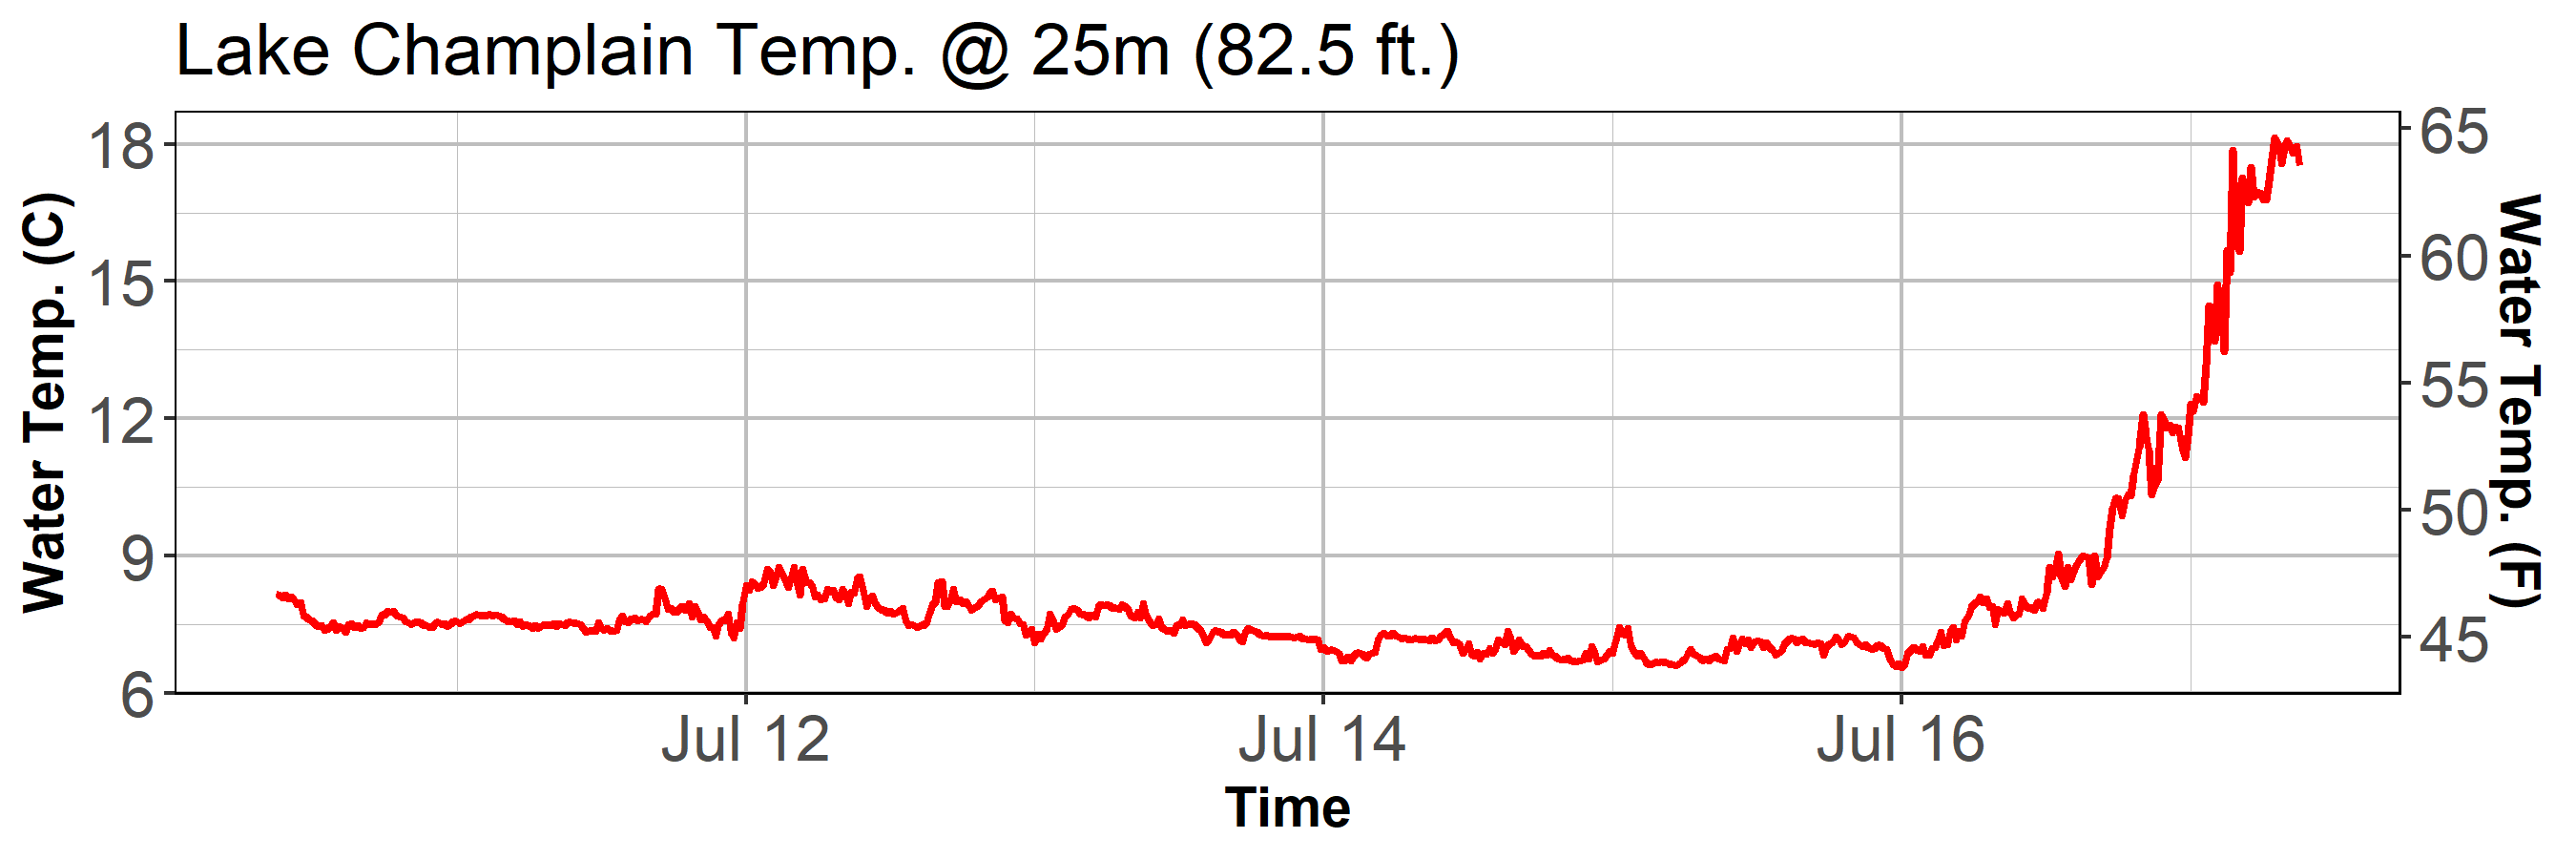 Lake Champlain Temp. @ 25m (82.5 ft.)
Water Temp. (C)
18
15
12
9
6
65
60
55
50
45
Water Temp. (F)
Jul 12
Jul 14
Jul 16
Time